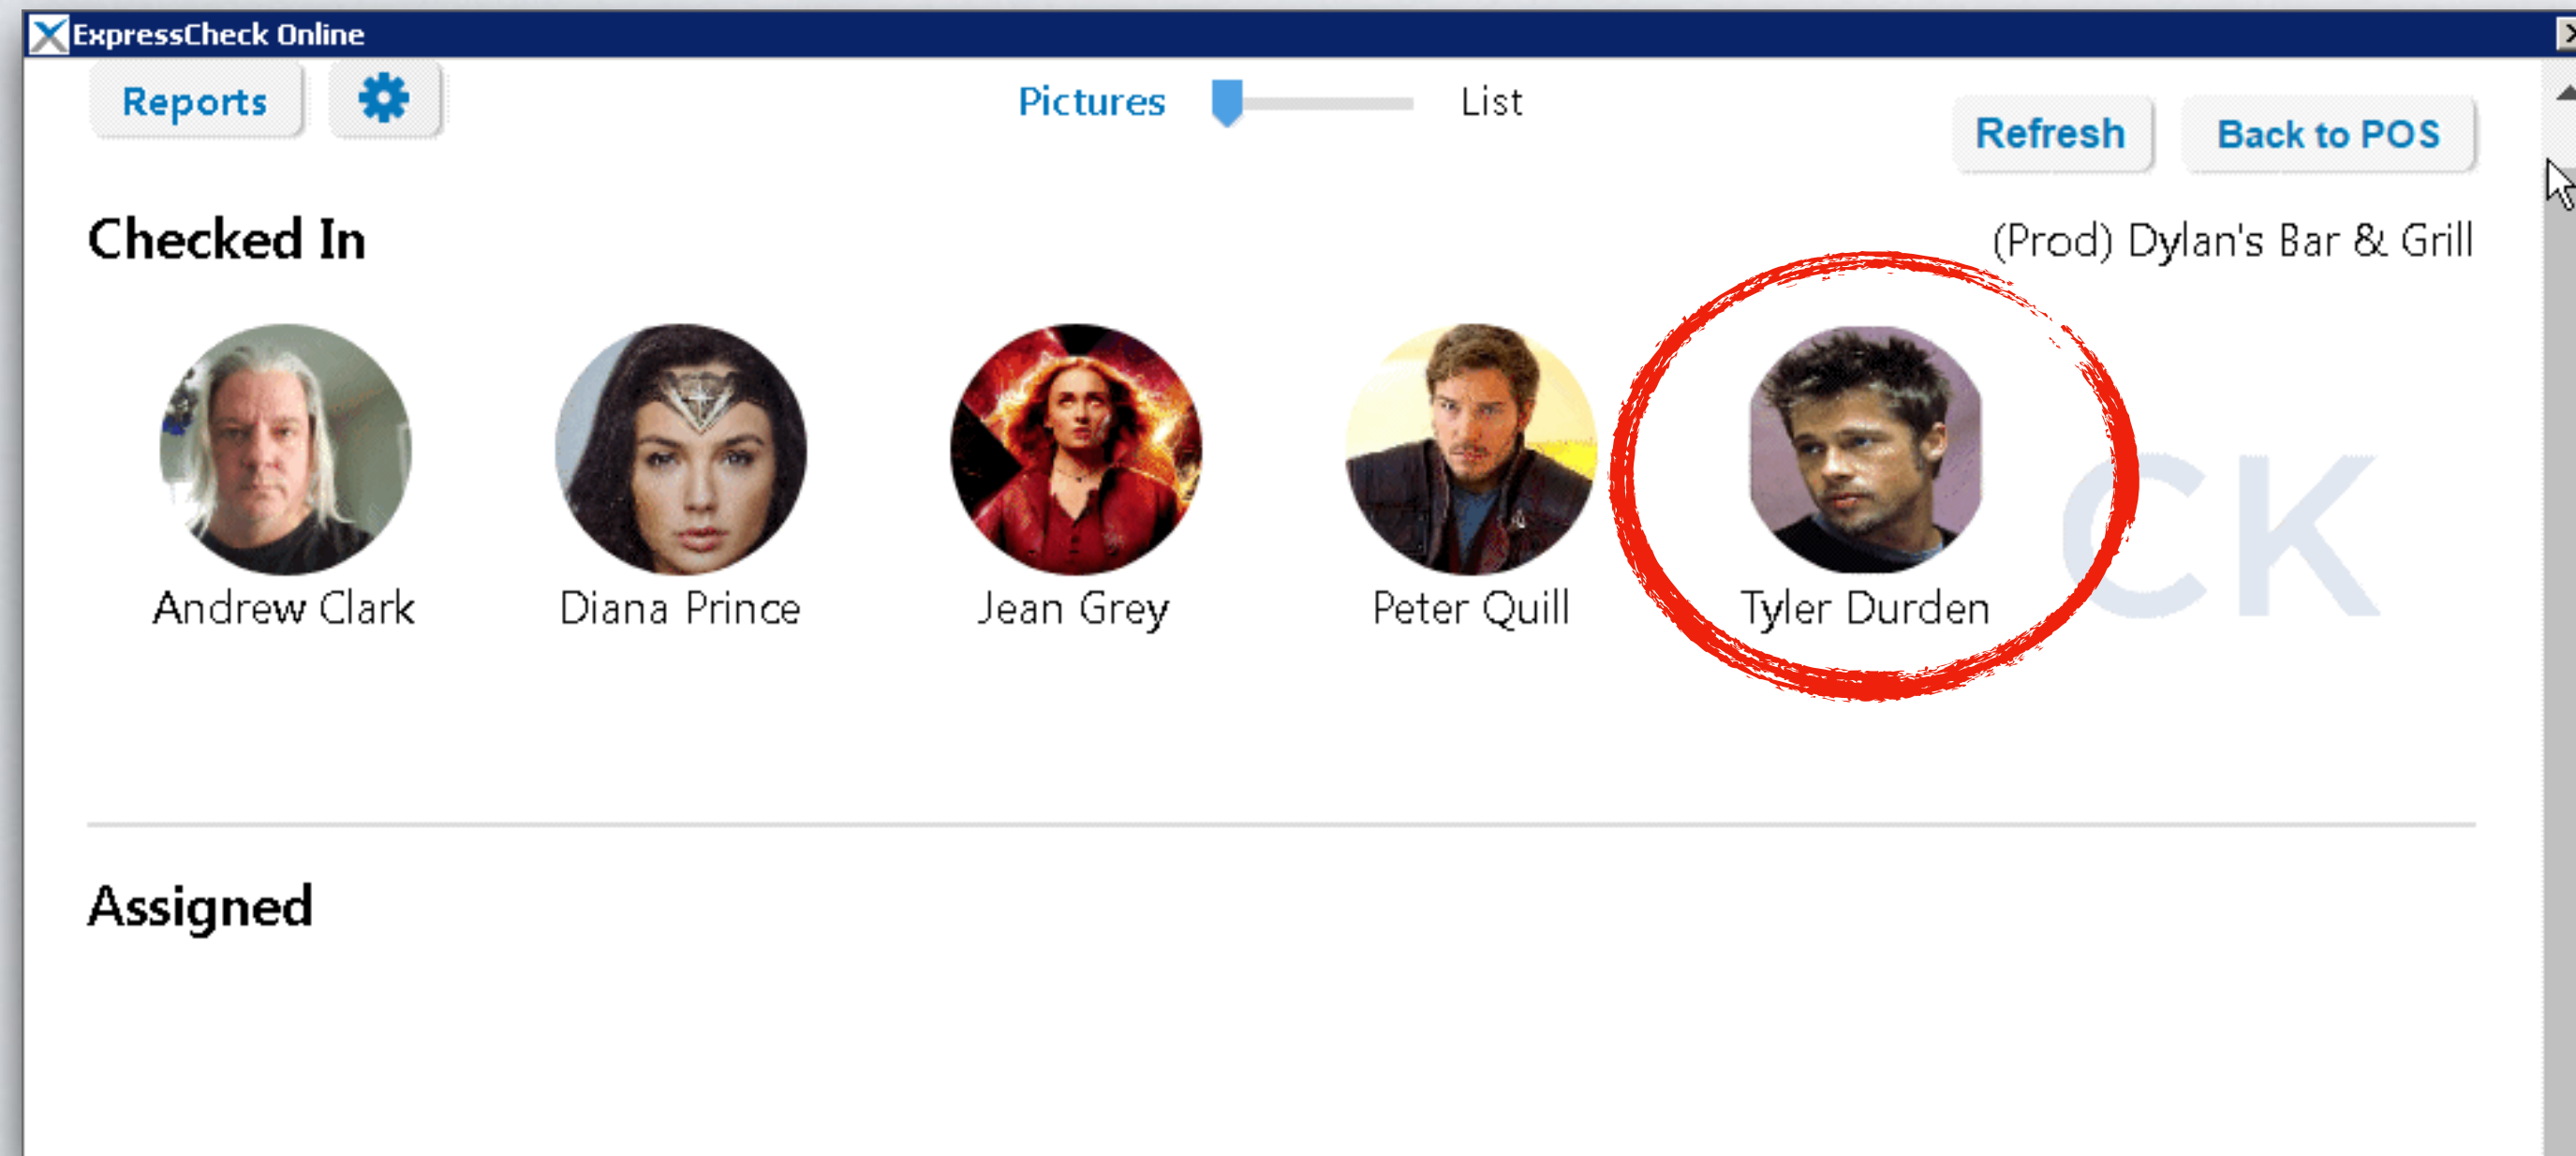 ExpressCheck Online
Reports
Pictures List
Refresh Back to POS
Checked In
(Prod) Dylan's Bar & Grill
CK
Andrew Clark Diana Prince Jean Grey Peter Quill Tyler Durden
Assigned